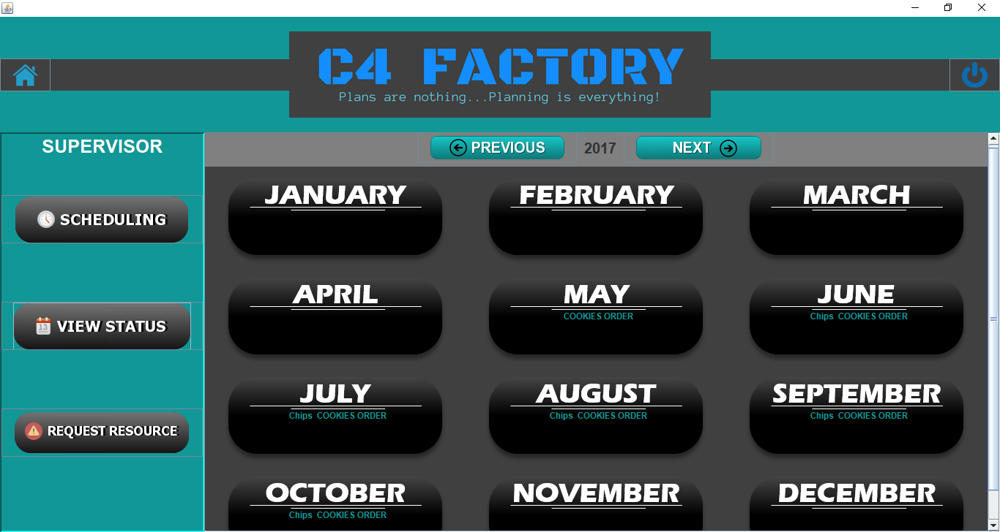 C4 FACTORY
Plans are nothing...Planning is everything!
SUPERVISOR
SCHEDULING
13
VIEW STATUS
REQUEST RESOURCE
PREVIOUS 2017 NEXT
JANUARY FEBRUARY MARCH
APRIL MAY JUNE
COOKIES ORDER Chips COOKIES ORDER
JULY AUGUST SEPTEMBER
Chips COOKIES ORDER Chips COOKIES ORDER Chips COOKIES ORDER
OCTOBER NOVEMBER DECEMBER
Chips COOKIES ORDER